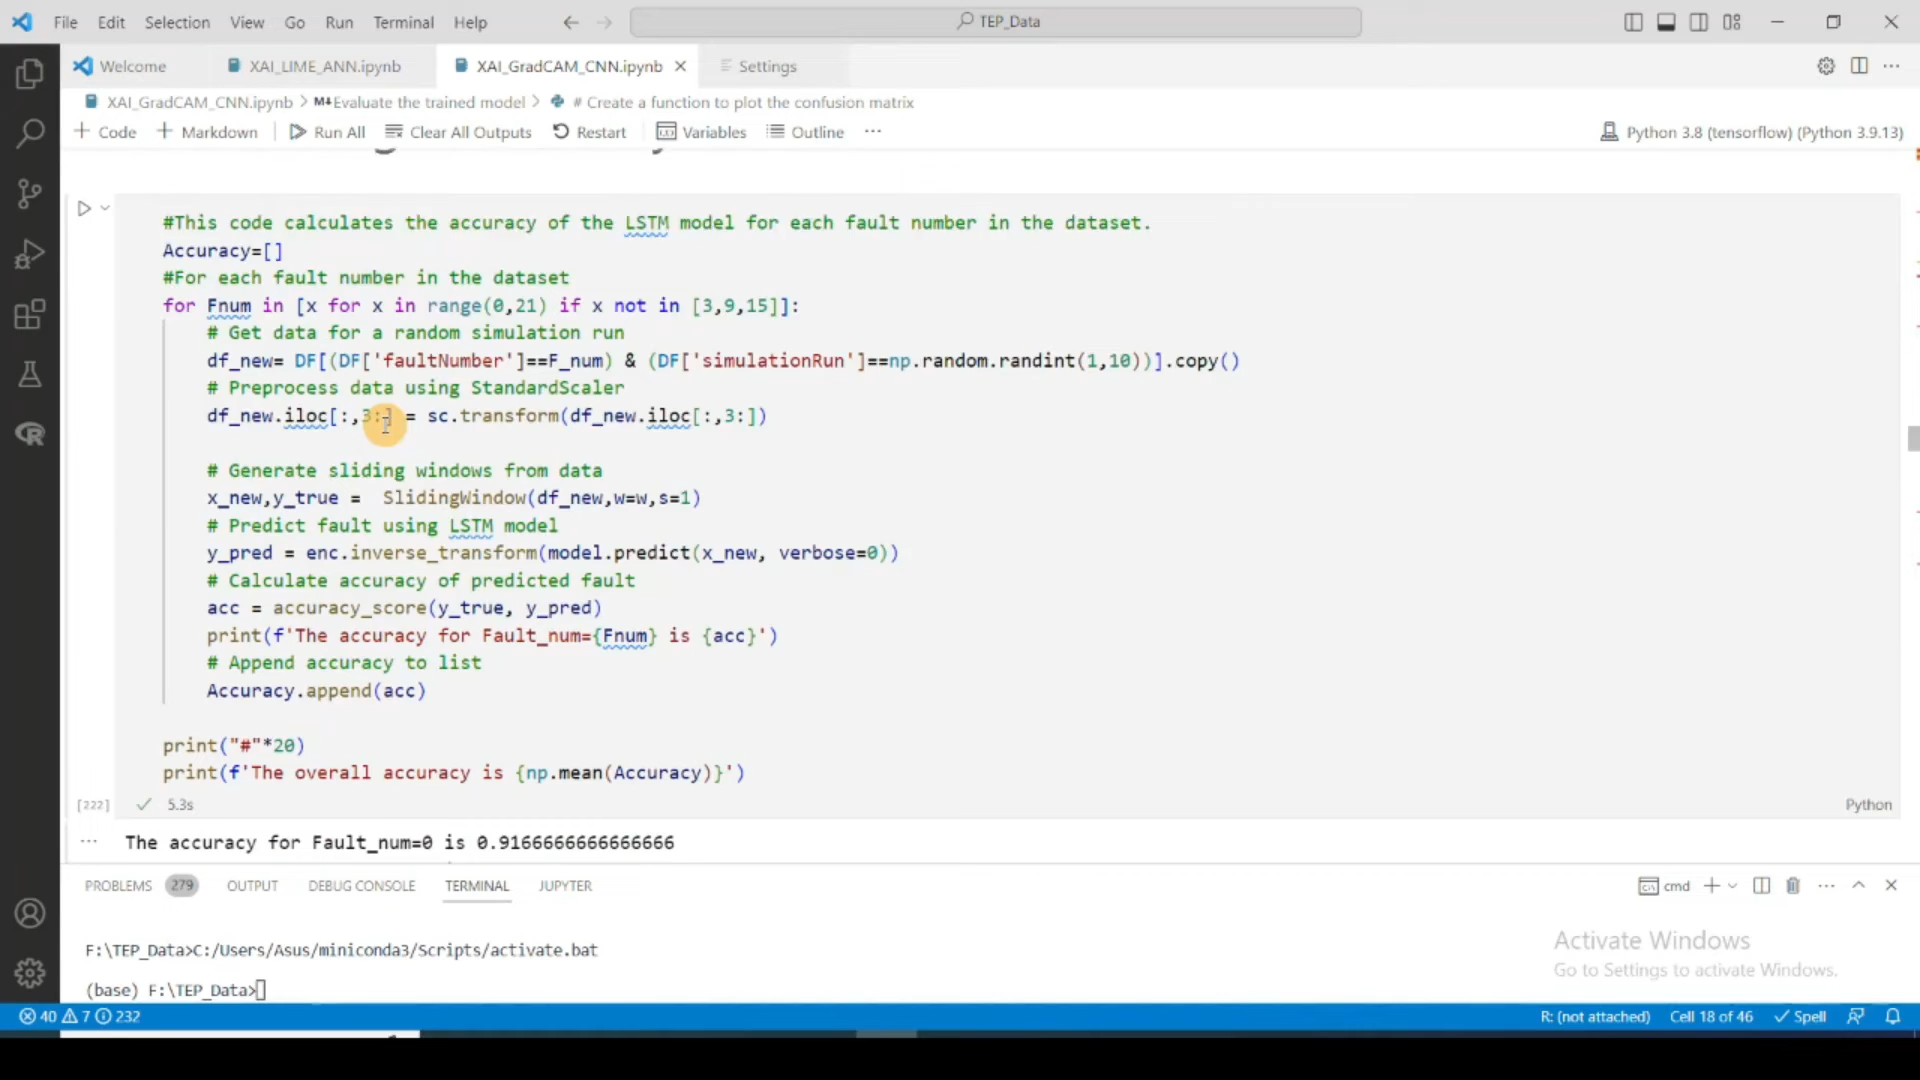 File Edit Selection View Go Run Terminal Help TEP_Data
Welcome XAI_LIME_ANN.ipynb XAI_GradCAM_CNN.ipynb Settings
XAI_GradCAM_CNN.ipynb > M↓Evaluate the trained model > # Create a function to plot the confusion matrix
+ Code + Markdown Run All Clear All Outputs Restart Variables Outline ... Python 3.8 (tensorflow) (Python 3.9.13)
#This code calculates the accuracy of the LSTM model for each fault number in the dataset.
Accuracy=[]
#For each fault number in the dataset
for Fnum in [x for x in range(0,21) if x not in [3,9,15]]:
# Get data for a random simulation run
df_new= DF[(DF['faultNumber']==F_num) & (DF['simulationRun']==np.random.randint(1,10))].copy()
# Preprocess data using StandardScaler
df_new.iloc[:,3:] = sc.transform(df_new.iloc[:,3:])
# Generate sliding windows from data
x_new,y_true =  SlidingWindow(df_new,w=w,s=1)
# Predict fault using LSTM model
y_pred = enc.inverse_transform(model.predict(x_new, verbose=0))
# Calculate accuracy of predicted fault
acc = accuracy_score(y_true, y_pred)
print(f'The accuracy for Fault_num={Fnum} is {acc}')
# Append accuracy to list
Accuracy.append(acc)
print("#"*20)
print(f'The overall accuracy is {np.mean(Accuracy)}')
[222] ✓ 5.3s Python
... The accuracy for Fault_num=0 is 0.9166666666666666
PROBLEMS 279 OUTPUT DEBUG CONSOLE TERMINAL JUPYTER cmd
F:\TEP_Data>C:/Users/Asus/miniconda3/Scripts/activate.bat
Activate Windows
Go to Settings to activate Windows.
(base) F:\TEP_Data>
40 7 232 R: (not attached) Cell 18 of 46 ✓ Spell